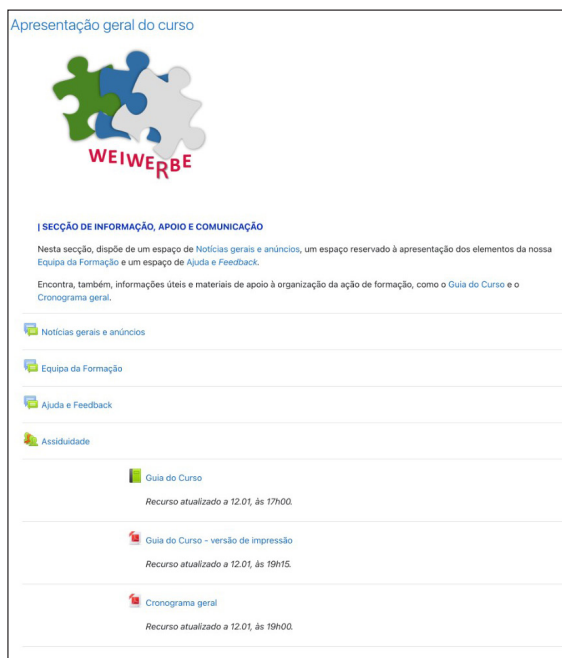 Apresentação geral do curso
WEIWERBE
| SECÇÃO DE INFORMAÇÃO, APOIO E COMUNICAÇÃO
Nesta secção, dispõe de um espaço de Notícias gerais e anúncios, um espaço reservado à apresentação dos elementos da nossa
Equipa da Formação e um espaço de Ajuda e Feedback.
Encontra, também, informações úteis e materiais de apoio à organização da ação de formação, como o Guia do Curso e o
Cronograma geral.
Notícias gerais e anúncios
Equipa da Formação
Ajuda e Feedback
Assiduidade
Guia do Curso
Recurso atualizado a 12.01, às 17h00.
Guia do Curso - versão de impressão
Recurso atualizado a 12.01, às 19h15.
Cronograma geral
Recurso atualizado a 12.01, às 19h00.